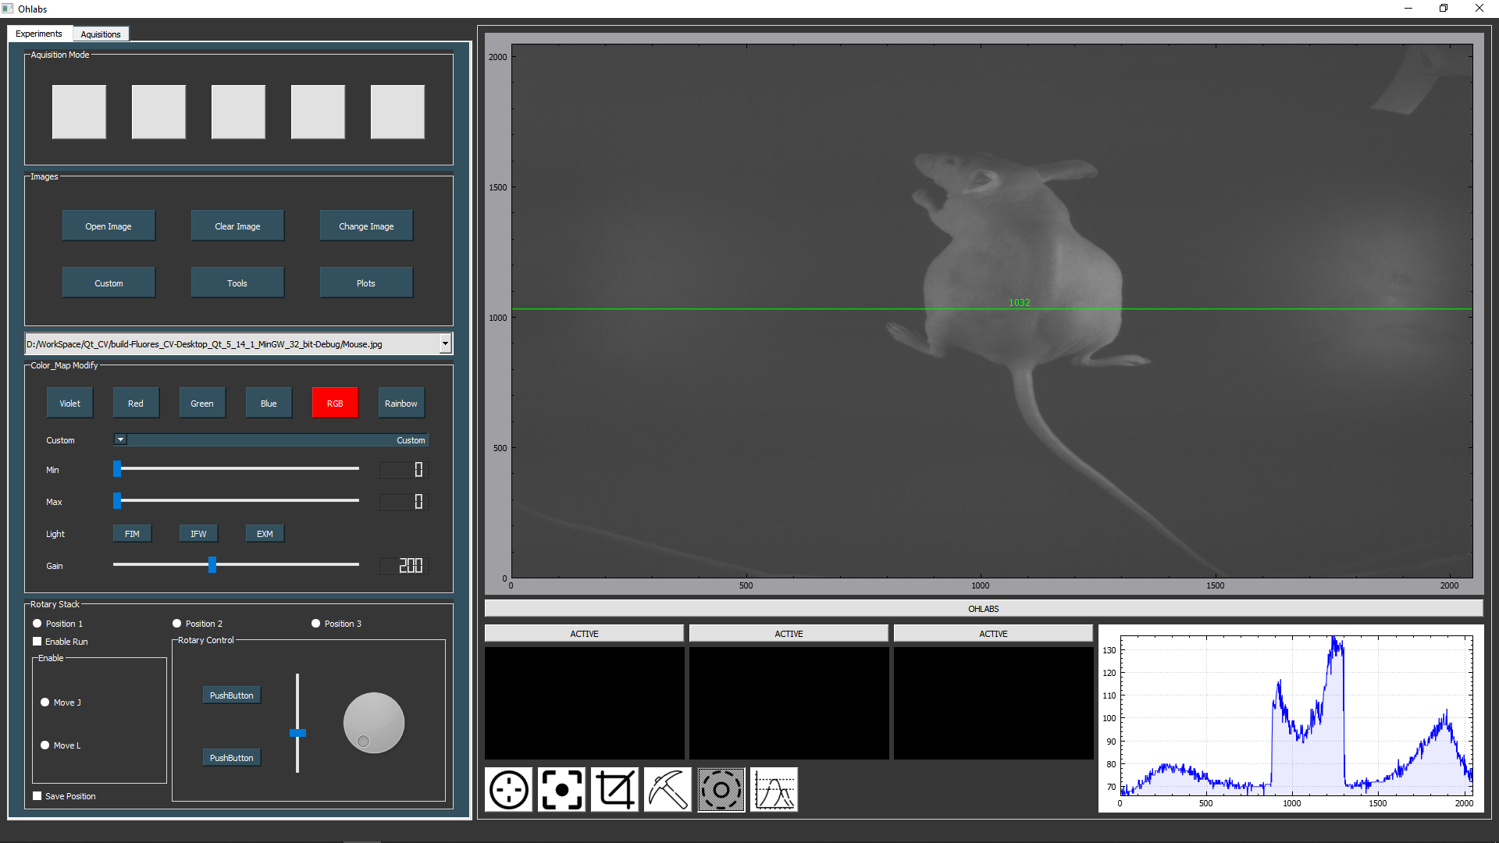 Ohlabs
Experiments
Aquisitions
Aquisition Mode
Images
Open Image
Clear Image
Change Image
Custom
Tools
Plots
D:/WorkSpace/Qt_CV/build-Fluores_CV-Desktop_Qt_5_14_1_MinGW_32_bit-Debug/Mouse.jpg
Color_Map Modify
Violet
Red
Green
Blue
RGB
Rainbow
Custom
Custom
Min
0
Max
0
Light
FIM
IFW
EXM
Gain
200
Rotary Stack
Position 1
Position 2
Position 3
Enable Run
Enable
Move J
Move L
Save Position
Rotary Control
PushButton
PushButton
2000
1500
1000
500
0
1032
0
500
1000
1500
2000
OHLABS
ACTIVE
ACTIVE
ACTIVE
130
120
110
100
90
80
70
0
500
1000
1500
2000